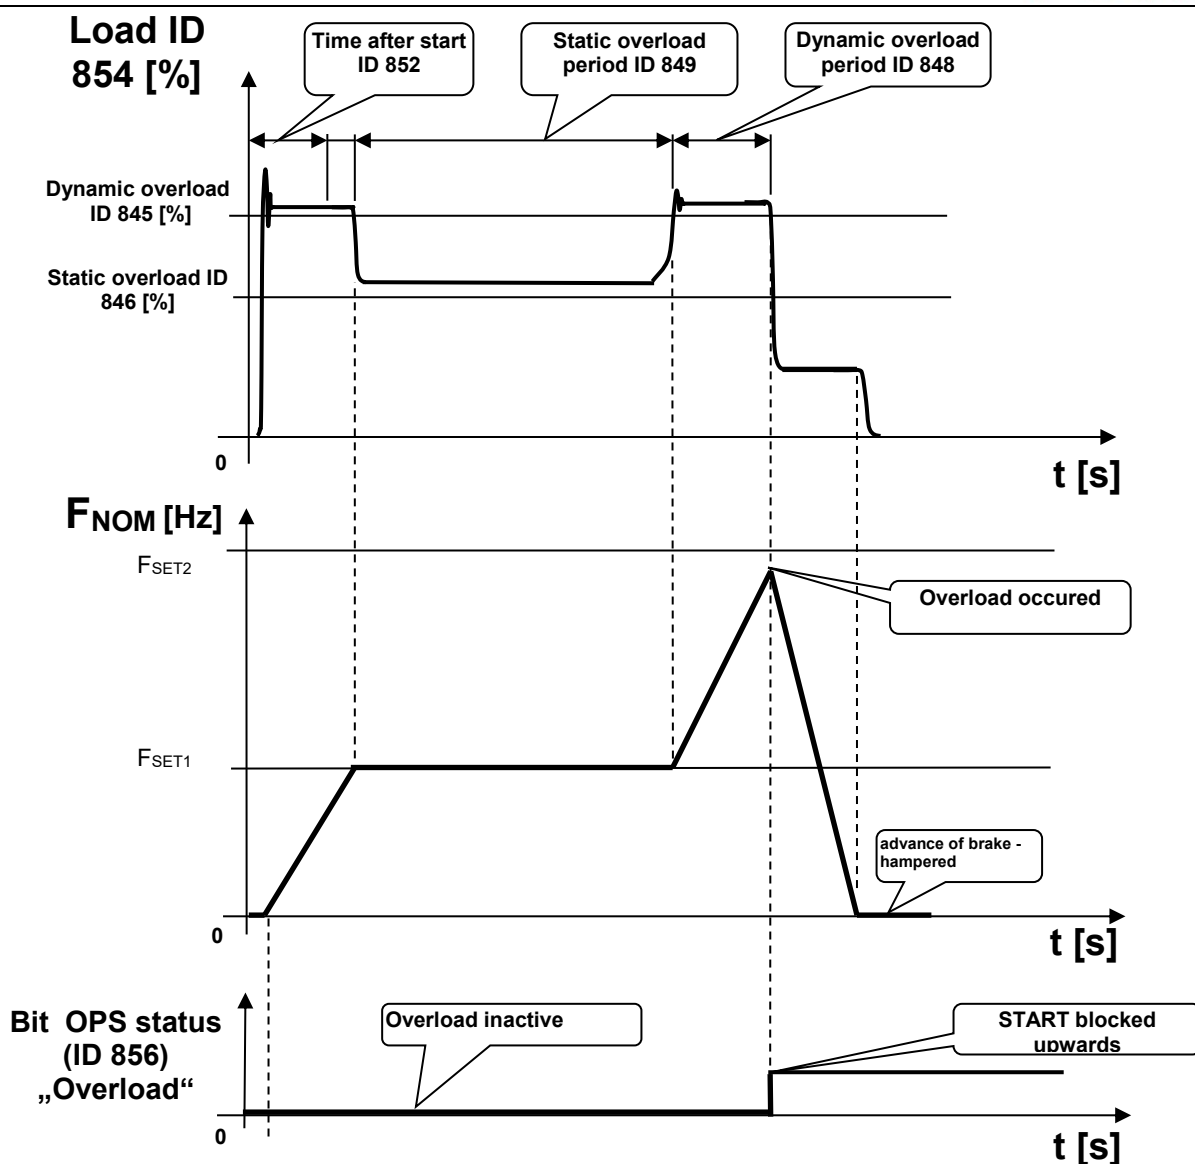 Load ID
854 [%]
Time after start
ID 852
Static overload
period ID 849
Dynamic overload
period ID 848
Dynamic overload
ID 845 [%]
Static overload ID
846 [%]
0
t [s]
FNOM [Hz]
FSET2
Overload occured
FSET1
advance of brake -
hampered
0
t [s]
Bit OPS status
(ID 856)
„Overload“
Overload inactive
START blocked
upwards
0
t [s]